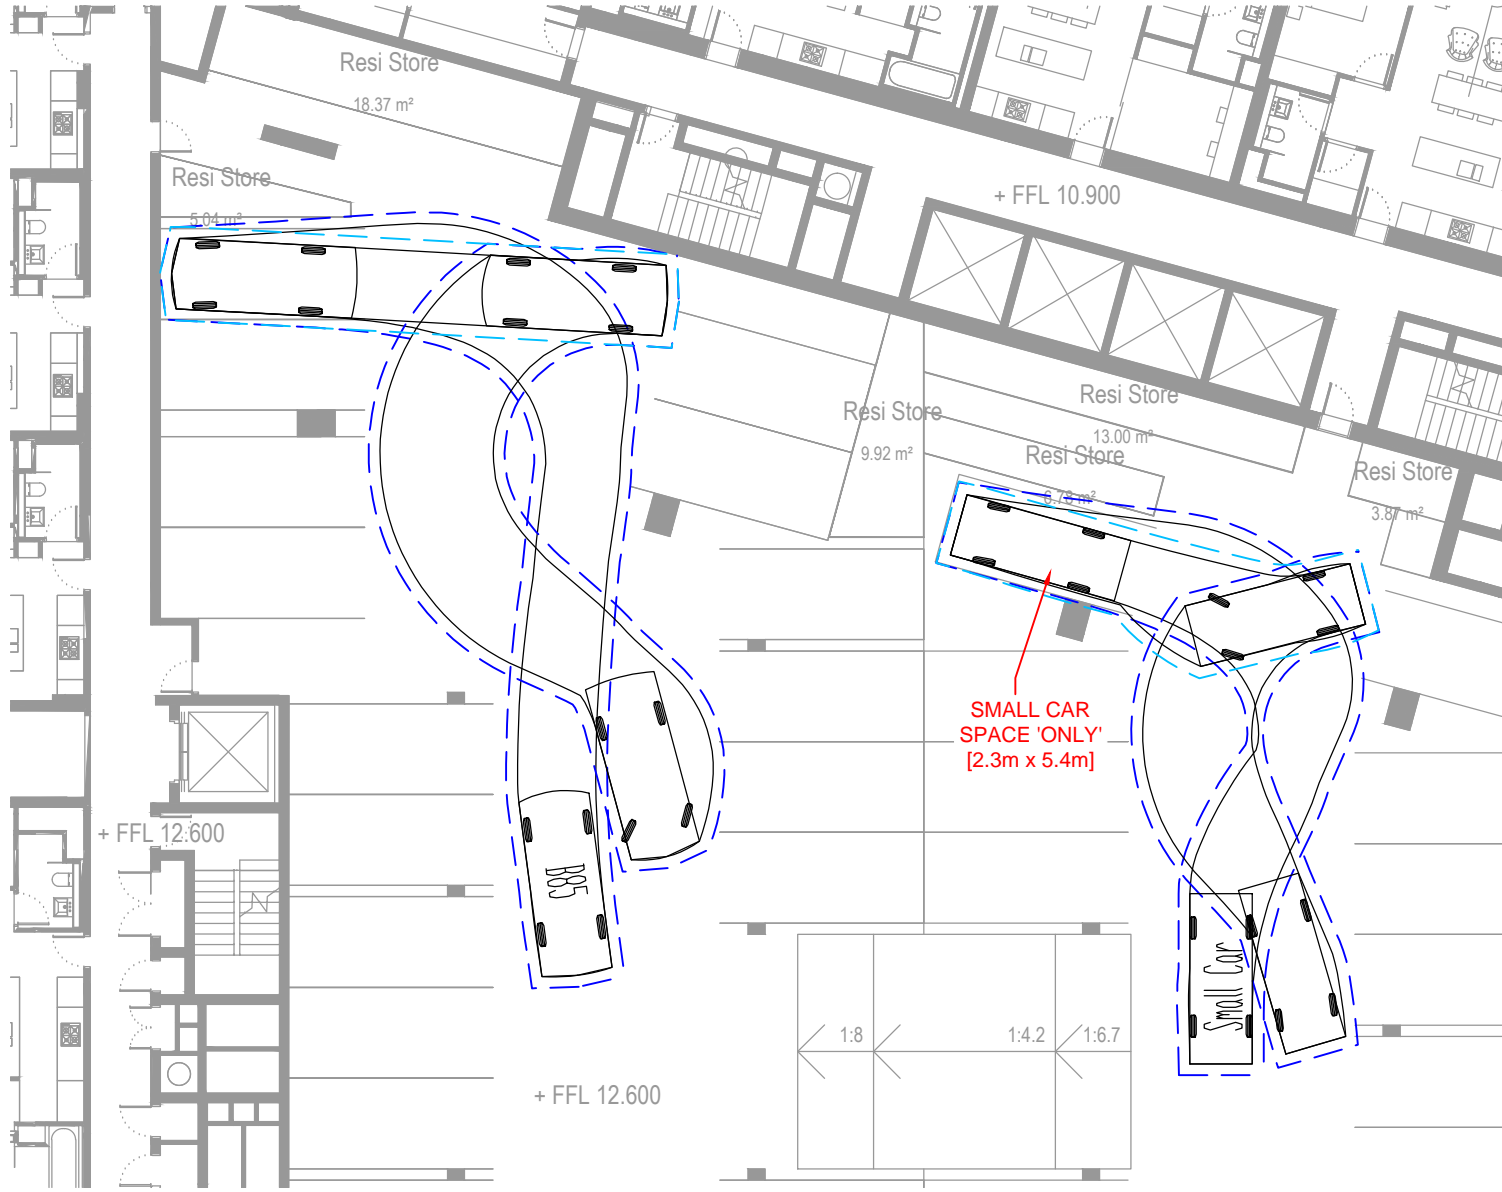 Resi Store
18.37 m²
Resi Store
5.04 m²
+ FFL 10.900
Resi Store
9.92 m²
Resi Store
13.00 m²
Resi Store
6.78 m²
Resi Store
3.87 m²
SMALL CAR
SPACE 'ONLY'
[2.3m x 5.4m]
+ FFL 12.600
B85
Small Car
1:8
1:4.2
1:6.7
+ FFL 12.600